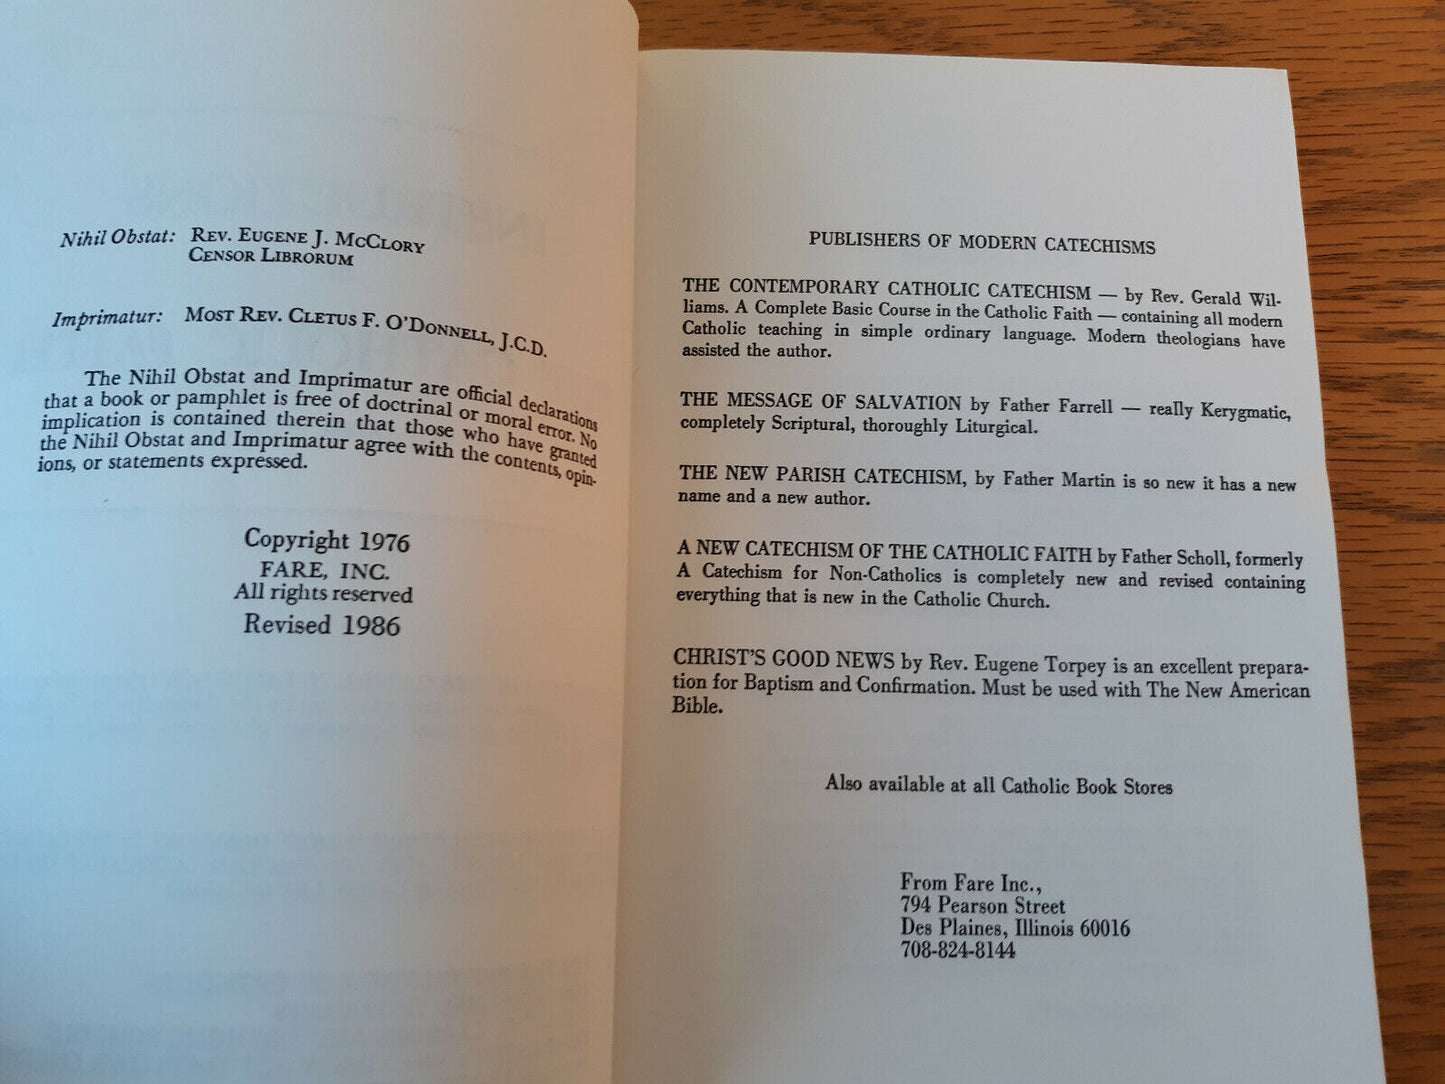 Nihil Obstat: REV. EUGENE J. MCCLORY
CENSOR LIBRORUM
Imprimatur: MOST REV. CLETUS F. O'DONNELL, J.C.D.
The Nihil Obstat and Imprimatur are official declarations
that a book or pamphlet is free of doctrinal or moral error. No
implication is contained therein that those who have granted
the Nihil Obstat and Imprimatur agree with the contents, opin-
ions, or statements expressed.
Copyright 1976
FARE, INC.
All rights reserved
Revised 1986
PUBLISHERS OF MODERN CATECHISMS
THE CONTEMPORARY CATHOLIC CATECHISM — by Rev. Gerald Wil-
liams. A Complete Basic Course in the Catholic Faith — containing all modern
Catholic teaching in simple ordinary language. Modern theologians have
assisted the author.
THE MESSAGE OF SALVATION by Father Farrell — really Kerygmatic,
completely Scriptural, thoroughly Liturgical.
THE NEW PARISH CATECHISM, by Father Martin is so new it has a new
name and a new author.
A NEW CATECHISM OF THE CATHOLIC FAITH by Father Scholl, formerly
A Catechism for Non-Catholics is completely new and revised containing
everything that is new in the Catholic Church.
CHRIST'S GOOD NEWS by Rev. Eugene Torpey is an excellent prepara-
tion for Baptism and Confirmation. Must be used with The New American
Bible.
Also available at all Catholic Book Stores
From Fare Inc.,
794 Pearson Street
Des Plaines, Illinois 60016
708-824-8144